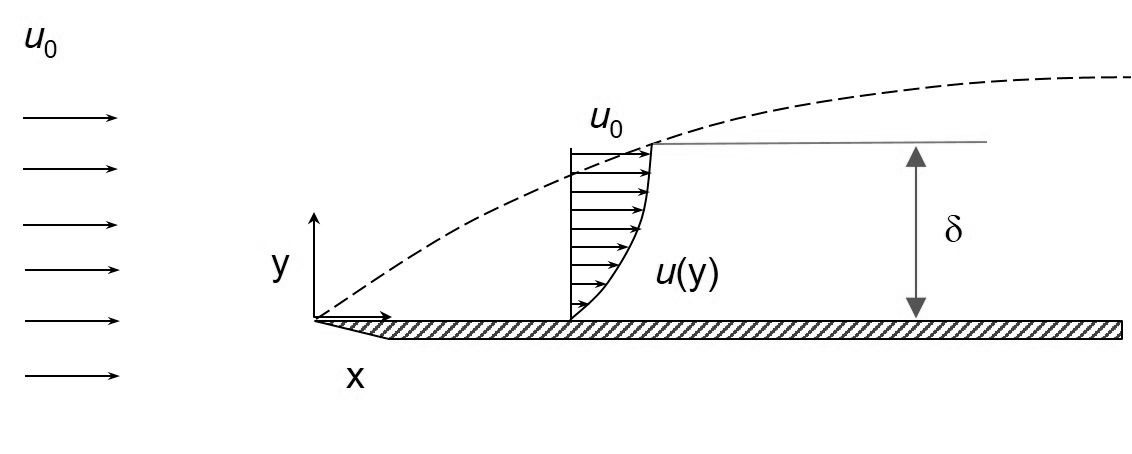 u₀
u₀
y
δ
u(y)
x